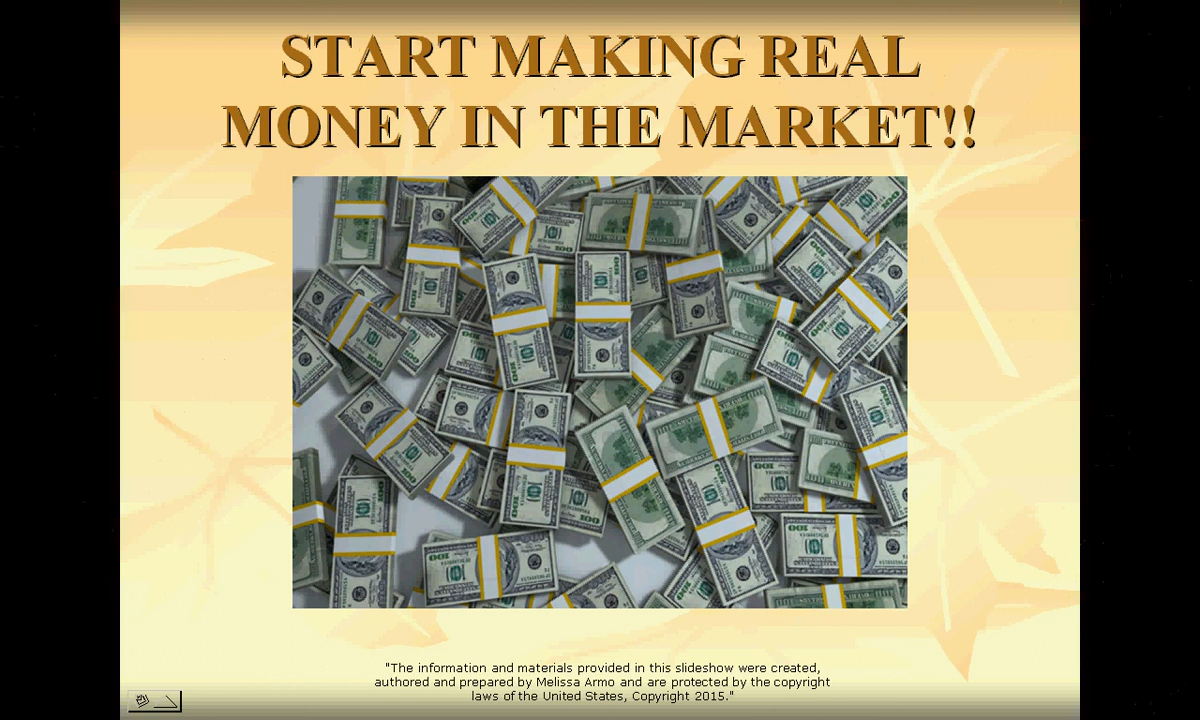 START MAKING REAL
MONEY IN THE MARKET!!
"The information and materials provided in this slideshow were created,
authored and prepared by Melissa Armo and are protected by the copyright
laws of the United States, Copyright 2015."